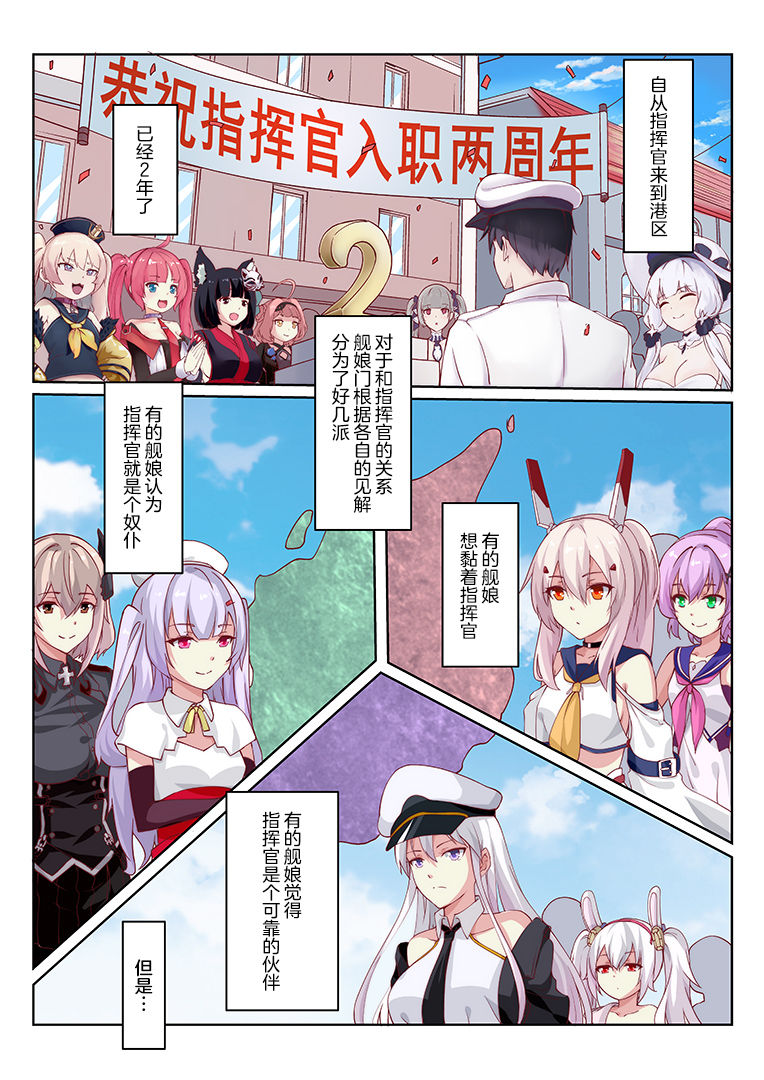 恭祝指挥官入职两周年
自从指挥官来到港区
已经2年了
2
对于和指挥官的关系
舰娘门根据各自的见解
分为了好几派
有的舰娘
想黏着指挥官
有的舰娘认为
指挥官就是个奴仆
有的舰娘觉得
指挥官是个可靠的伙伴
但是…